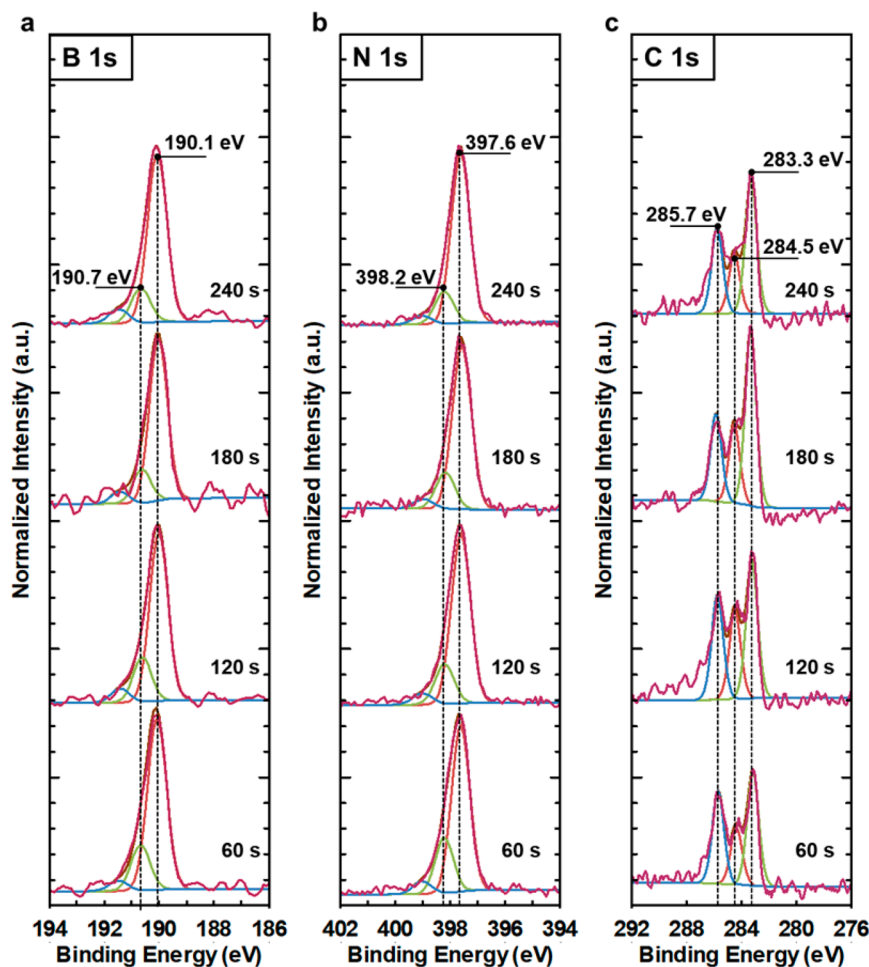 a
B 1s
190.1 eV
190.7 eV
240 s
180 s
120 s
60 s
Normalized Intensity (a.u.)
194 192 190 188 186
Binding Energy (eV)
b
N 1s
397.6 eV
398.2 eV
240 s
180 s
120 s
60 s
Normalized Intensity (a.u.)
402 400 398 396 394
Binding Energy (eV)
c
C 1s
283.3 eV
285.7 eV
284.5 eV
240 s
180 s
120 s
60 s
Normalized Intensity (a.u.)
292 288 284 280 276
Binding Energy (eV)